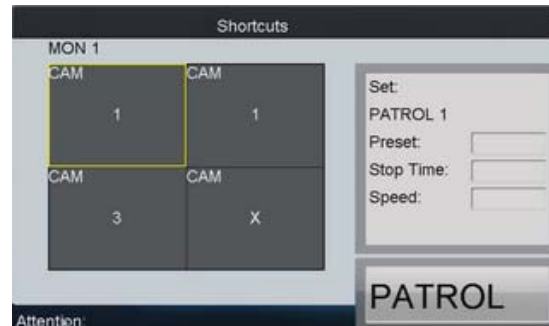 Shortcuts
MON 1
CAM CAM
1 1
CAM CAM
3 X
Set:
PATROL 1
Preset:
Stop Time:
Speed:
PATROL
Attention: